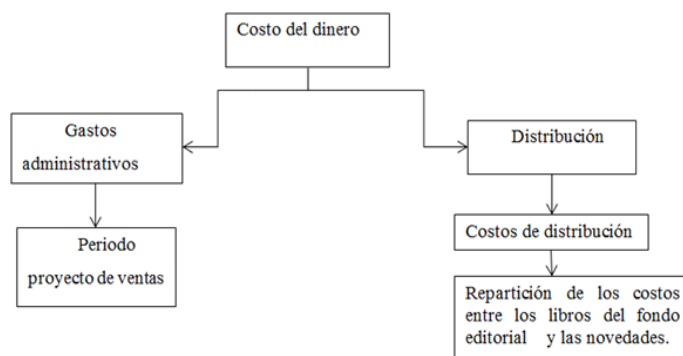 Costo del dinero
Gastos
administrativos
Distribución
Periodo
proyecto de ventas
Costos de distribución
Repartición de los costos
entre los libros del fondo
editorial y las novedades.